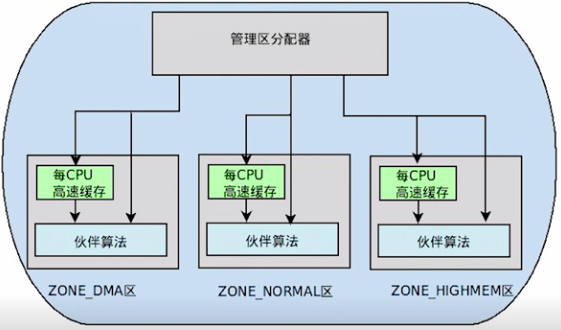 管理区分配器
每CPU
高速缓存
伙伴算法
每CPU
高速缓存
伙伴算法
每CPU
高速缓存
伙伴算法
ZONE_DMA区
ZONE_NORMAL区
ZONE_HIGHMEM区